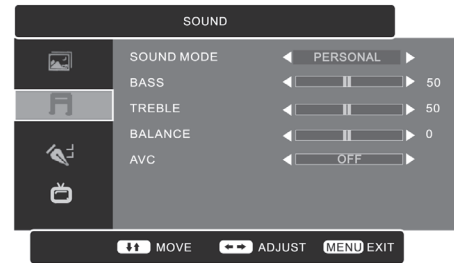 SOUND
SOUND MODE PERSONAL
BASS 50
TREBLE 50
BALANCE 0
AVC OFF
MOVE ADJUST MENU EXIT